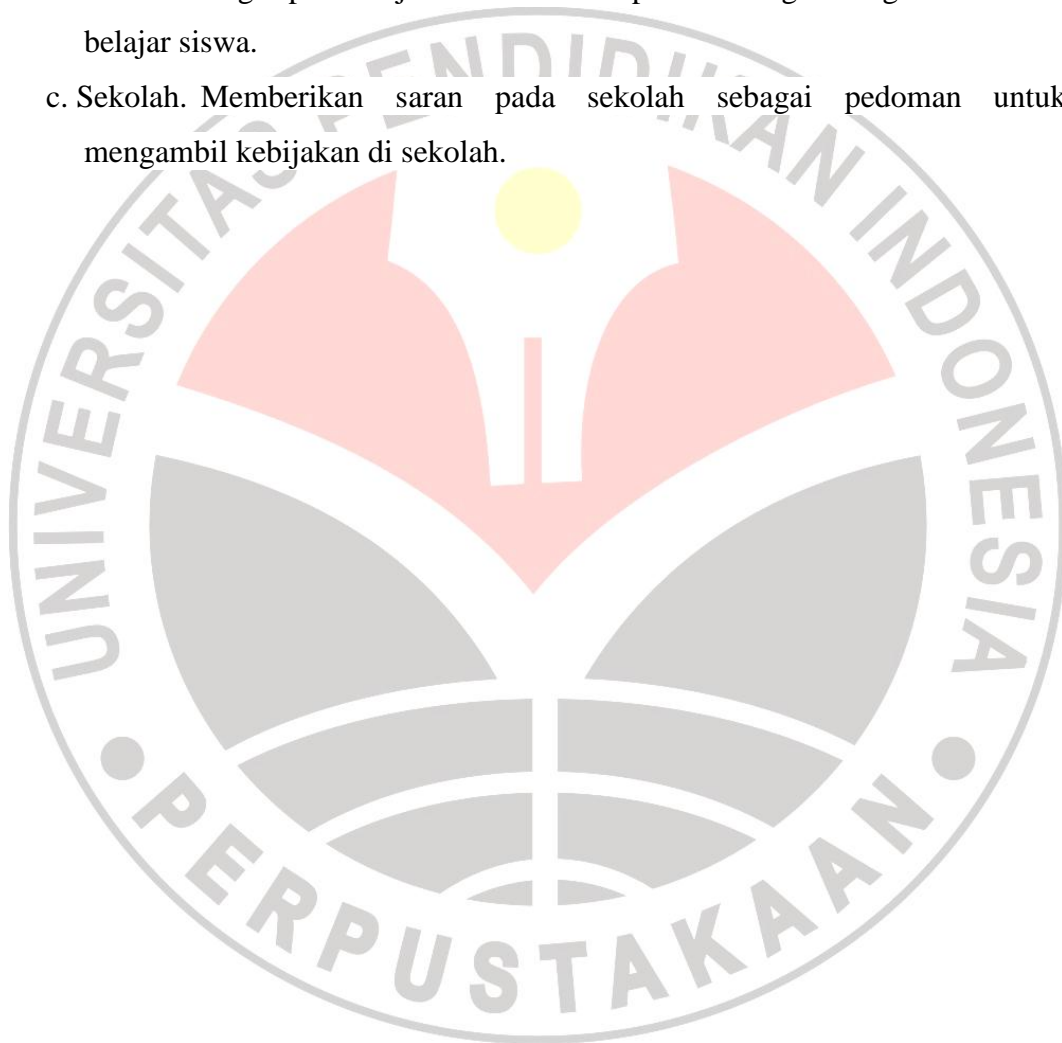 belajar siswa.
c. Sekolah. Memberikan saran pada sekolah sebagai pedoman untuk
mengambil kebijakan di sekolah.
UNIVERSITAS PENDIDIKAN INDONESIA
PERPUSTAKAAN